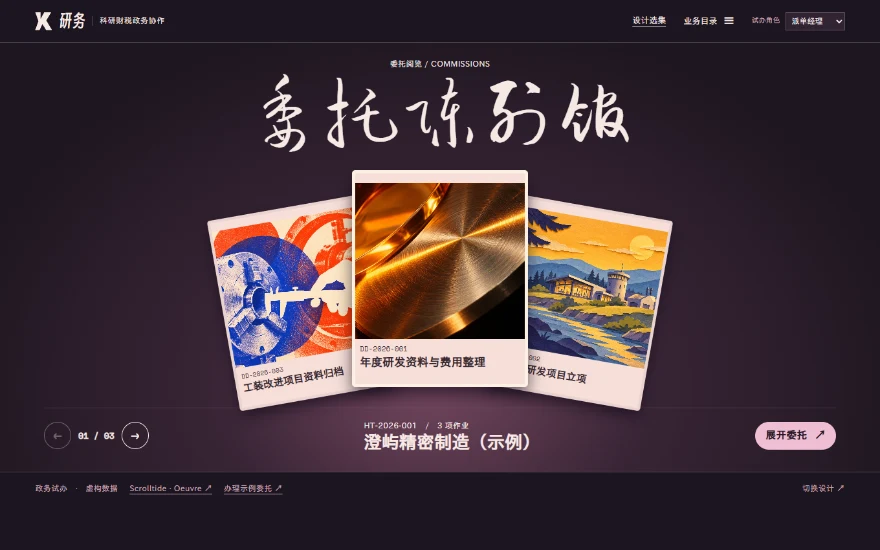 研务 科研财税政务协作
设计选集 业务目录 试办角色 派单经理
委托阅览 / COMMISSIONS
委托陈列馆
DD-2026-003
工装改进项目资料归档
DD-2026-001
年度研发资料与费用整理
002
研发项目立项
← 01 / 03 →
HT-2026-001 / 3 项作业
澄屿精密制造（示例）
展开委托 ↗
政务试办 · 虚构数据 Scrolltide · Oeuvre ↗ 办理示例委托 ↗
切换设计 ↗